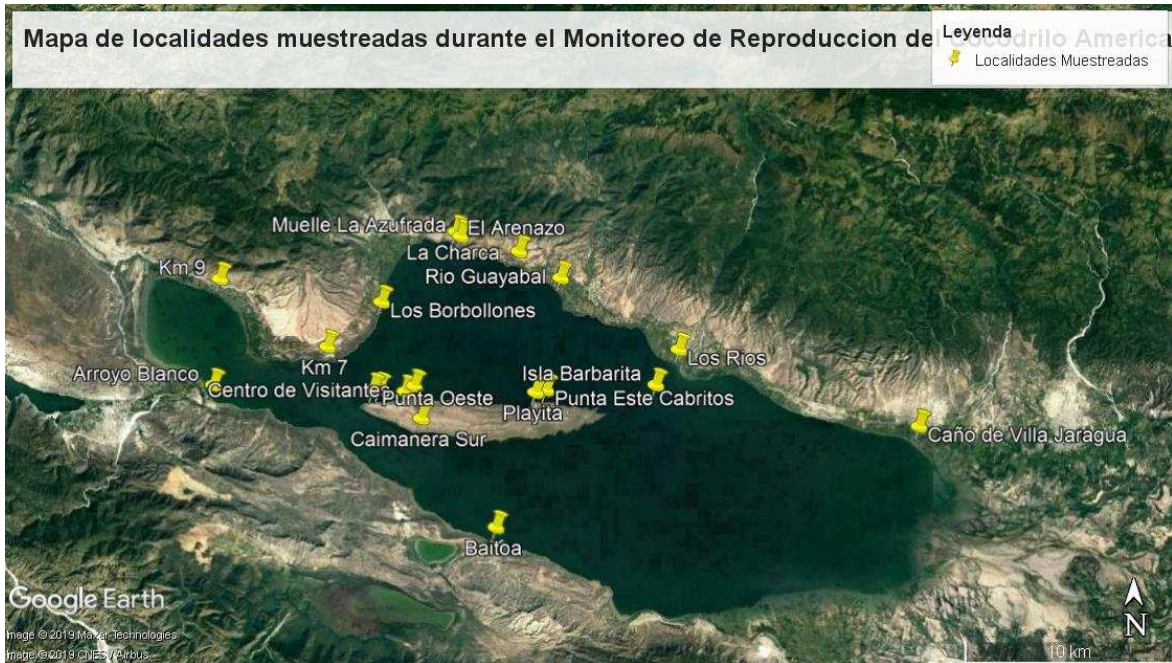 Mapa de localidades muestreadas durante el Monitoreo de Reproduccion del Cocodrilo America
Leyenda
Localidades Muestreadas
Muelle La Azufrada
El Arenazo
La Charca
Km 9
Rio Guayabal
Los Borbollones
Km 7
Los Rios
Arroyo Blanco
Centro de Visitantes
Isla Barbarita
Punta Oeste
Punta Este Cabritos
Playita
Caimanera Sur
Caño de Villa Jaragua
Baitoa
Google Earth
Image © 2019 Maxar Technologies
Image © 2019 CNES / Airbus
N
10 km